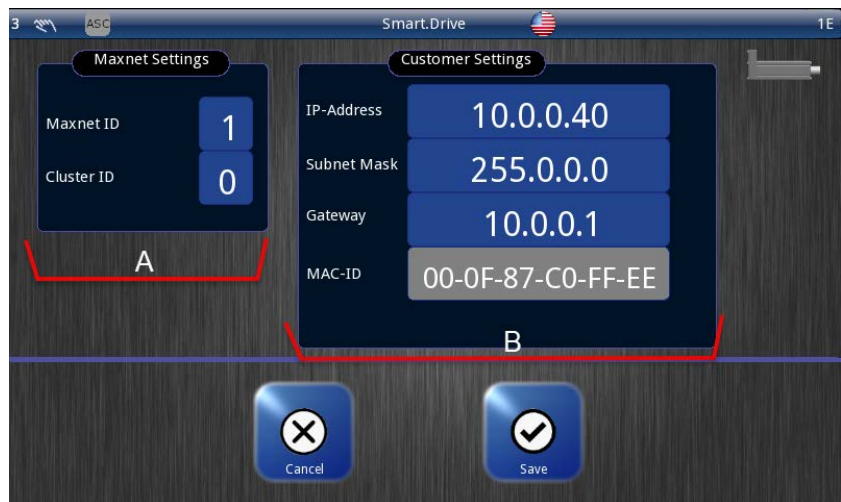 3 ASC Smart.Drive 1E
Maxnet Settings
Maxnet ID 1
Cluster ID 0
A
Customer Settings
IP-Address 10.0.0.40
Subnet Mask 255.0.0.0
Gateway 10.0.0.1
MAC-ID 00-0F-87-C0-FF-EE
B
Cancel
Save